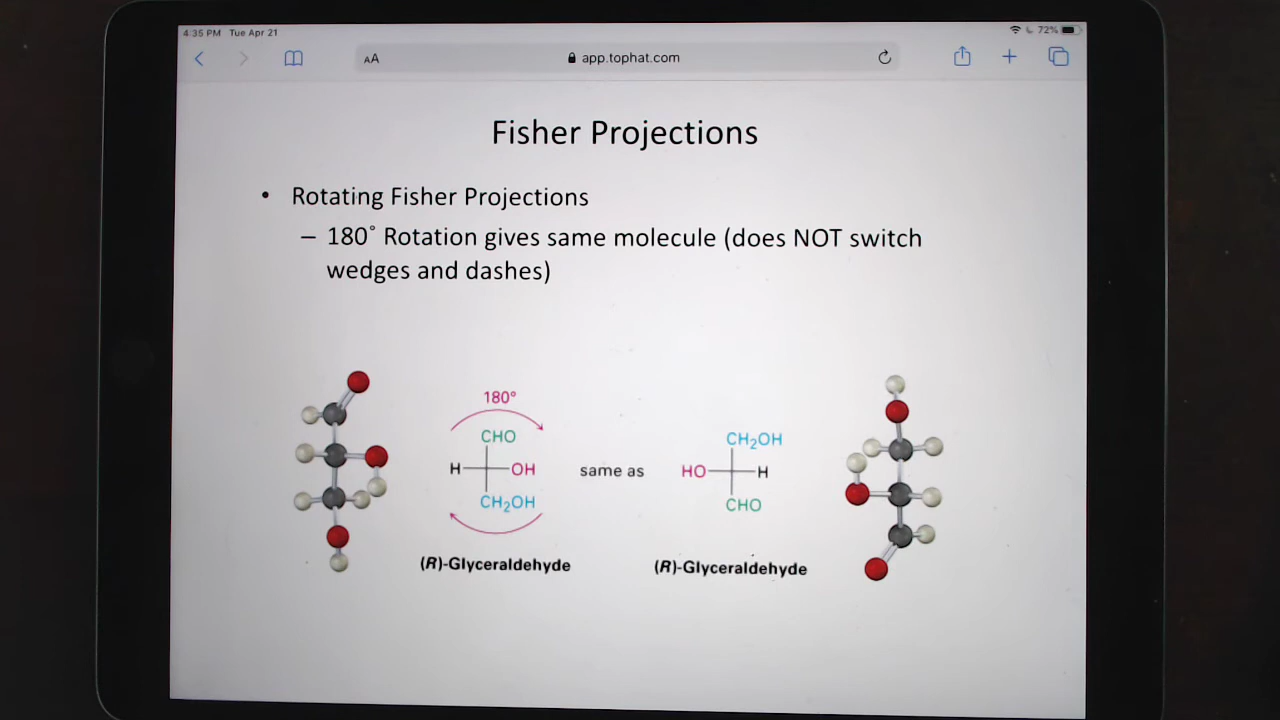 4:35 PM Tue Apr 21
72%
AA
app.tophat.com
Fisher Projections
• Rotating Fisher Projections
– 180˚ Rotation gives same molecule (does NOT switch
wedges and dashes)
180°
CHO
H OH
CH₂OH
(R)-Glyceraldehyde
same as
CH₂OH
HO H
CHO
(R)-Glyceraldehyde